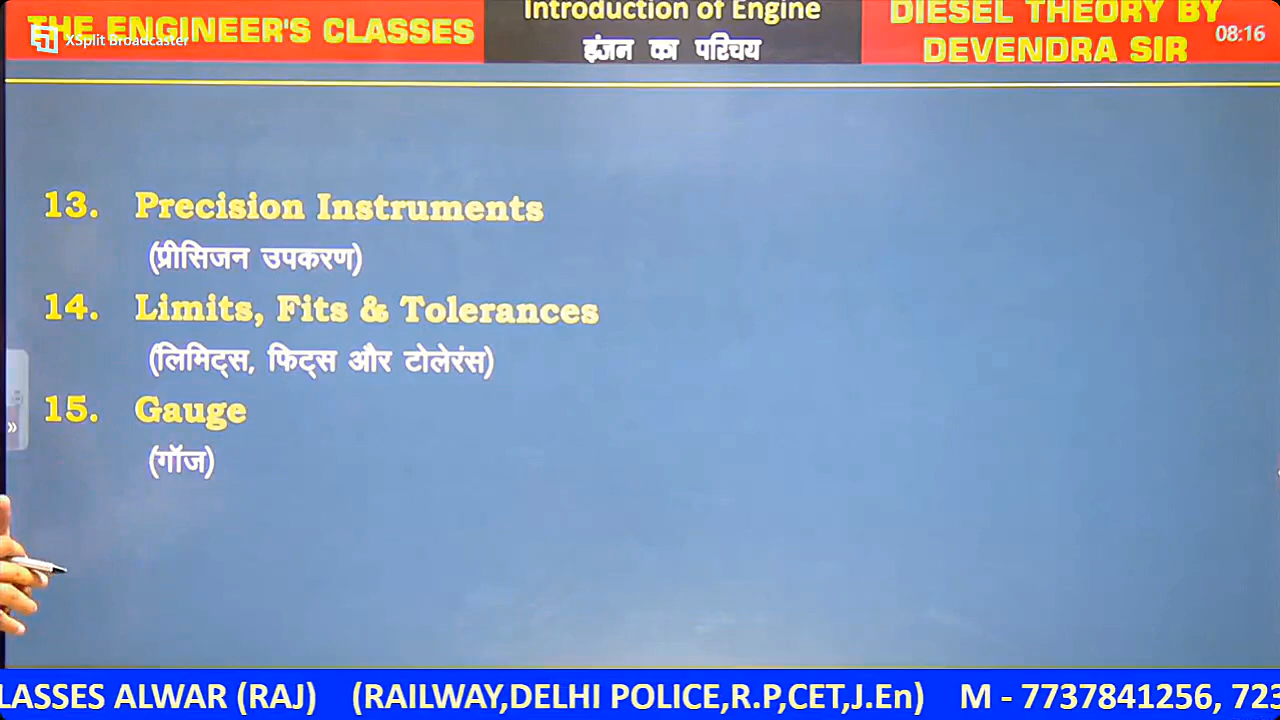 THE ENGINEER'S CLASSES
XSplit Broadcaster
Introduction of Engine
इंजन का परिचय
DIESEL THEORY BY
DEVENDRA SIR
08:16
13. Precision Instruments
(प्रीसिजन उपकरण)
14. Limits, Fits & Tolerances
(लिमिट्स, फिट्स और टोलेरंस)
15. Gauge
(गॉज)
LASSES ALWAR (RAJ) (RAILWAY,DELHI POLICE,R.P,CET,J.En) M - 7737841256, 723